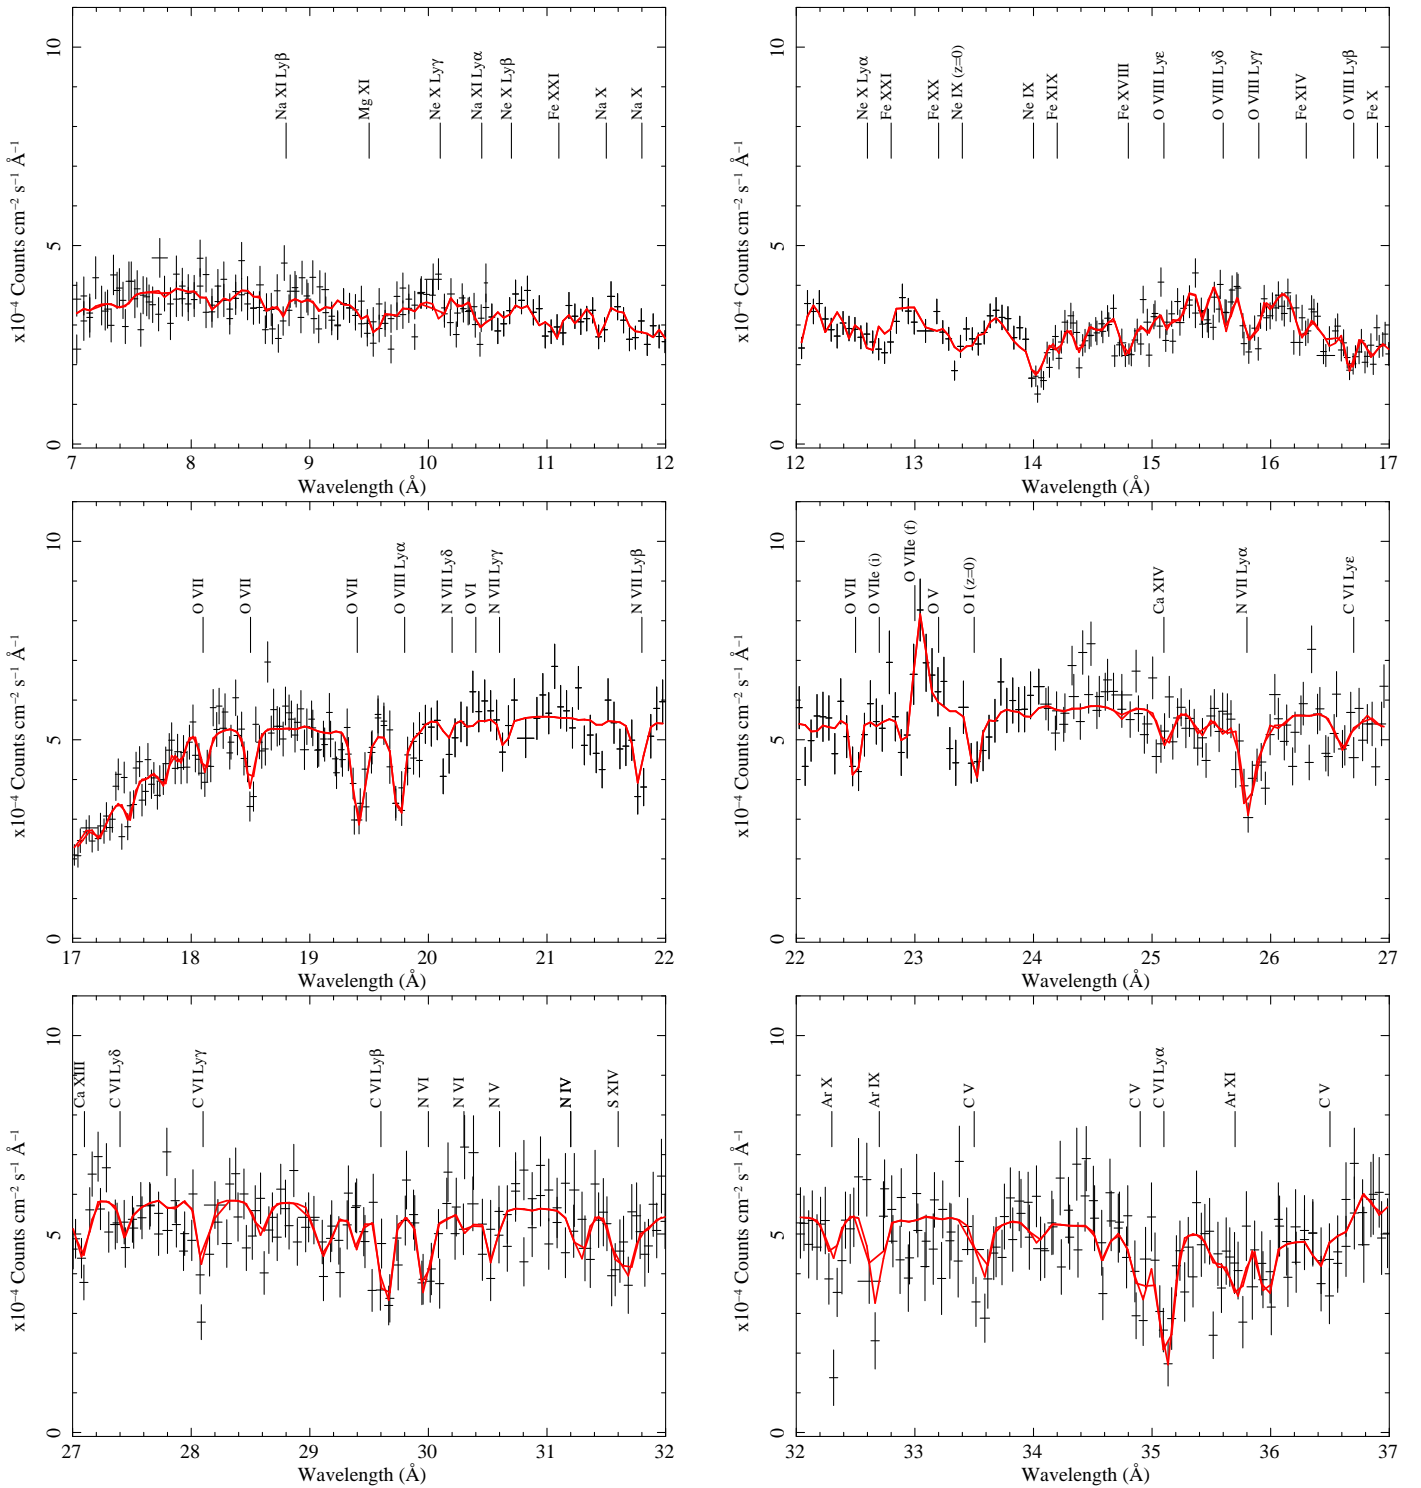 Na XI Lyβ
Mg XI
Ne X Lyγ
Na XI Lyα
Ne X Lyβ
Fe XXI
Na X
Na X
10
5
0
x10⁻⁴ Counts cm⁻² s⁻¹ Å⁻¹
7 8 9 10 11 12
Wavelength (Å)
Ne X Lyα
Fe XXI
Fe XX
Ne IX (z=0)
Ne IX
Fe XIX
Fe XVIII
O VIII Lyε
O VIII Lyδ
O VIII Lyγ
Fe XIV
O VIII Lyβ
Fe X
10
5
0
x10⁻⁴ Counts cm⁻² s⁻¹ Å⁻¹
12 13 14 15 16 17
Wavelength (Å)
O VII
O VII
O VII
O VIII Lyα
N VII Lyδ
O VI
N VII Lyγ
N VII Lyβ
10
5
0
x10⁻⁴ Counts cm⁻² s⁻¹ Å⁻¹
17 18 19 20 21 22
Wavelength (Å)
O VII
O VIIe (i)
O VIIe (f)
O V
O I (z=0)
Ca XIV
N VII Lyα
C VI Lyε
10
5
0
x10⁻⁴ Counts cm⁻² s⁻¹ Å⁻¹
22 23 24 25 26 27
Wavelength (Å)
Ca XIII
C VI Lyδ
C VI Lyγ
C VI Lyβ
N VI
N VI
N V
N IV
S XIV
10
5
0
x10⁻⁴ Counts cm⁻² s⁻¹ Å⁻¹
27 28 29 30 31 32
Wavelength (Å)
Ar X
Ar IX
C V
C V
C VI Lyα
Ar XI
C V
10
5
0
x10⁻⁴ Counts cm⁻² s⁻¹ Å⁻¹
32 33 34 35 36 37
Wavelength (Å)